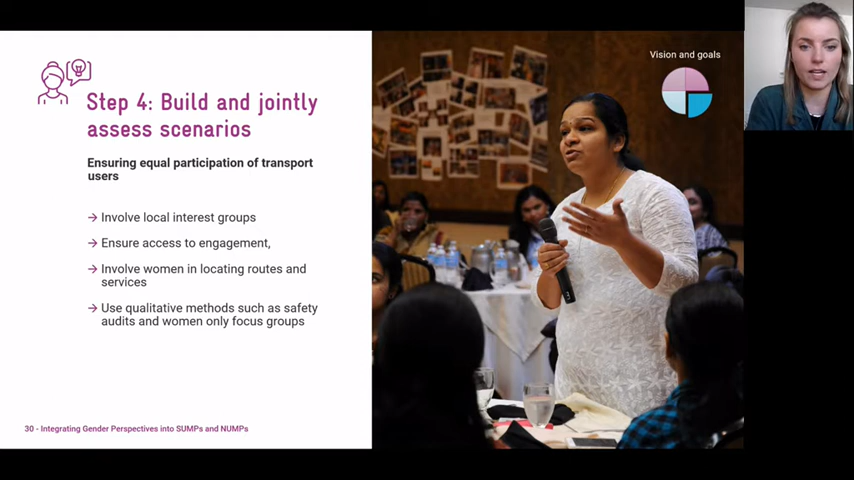 Step 4: Build and jointly
assess scenarios
Ensuring equal participation of transport
users
→ Involve local interest groups
→ Ensure access to engagement,
→ Involve women in locating routes and
services
→ Use qualitative methods such as safety
audits and women only focus groups
30 - Integrating Gender Perspectives into SUMPs and NUMPs
Vision and goals